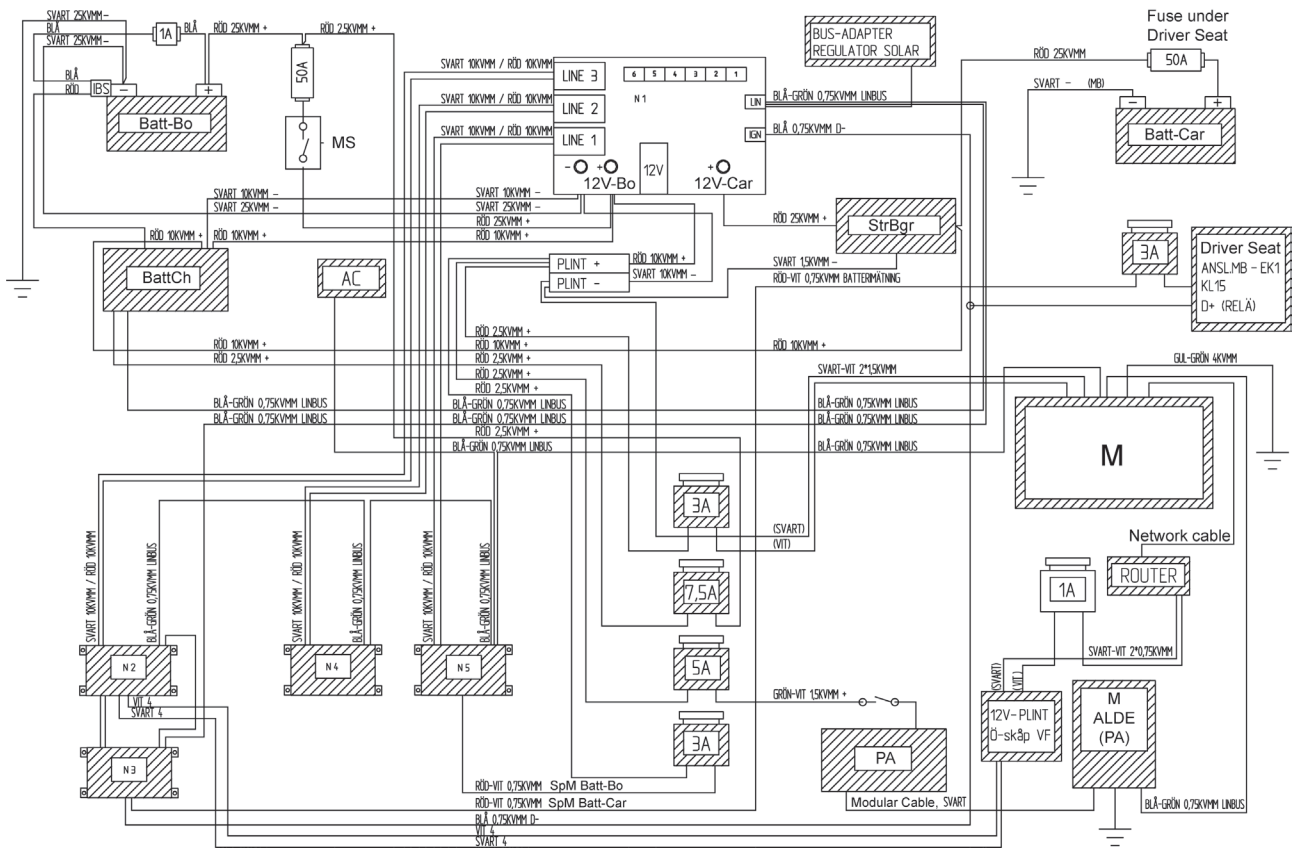 SVART 25KVMM-
BLÅ
1A
BLÅ
SVART 25KVMM-
RÖD 25KVMM +
RÖD 2,5KVMM +
BLÅ
RÖD
IBS
−
+
Batt-Bo
50A
MS
SVART 10KVMM / RÖD 10KVMM
LINE 3
SVART 10KVMM / RÖD 10KVMM
LINE 2
SVART 10KVMM / RÖD 10KVMM
LINE 1
6 5 4 3 2 1
N1
LIN
IGN
− +
12V-Bo
12V
+
12V-Car
BUS-ADAPTER
REGULATOR SOLAR
BLÅ-GRÖN 0,75KVMM LINBUS
BLÅ 0,75KVMM D-
Fuse under
Driver Seat
RÖD 25KVMM
50A
SVART - (MB)
−
+
Batt-Car
SVART 10KVMM −
SVART 25KVMM −
RÖD 25KVMM +
RÖD 10KVMM +
RÖD 10KVMM +
RÖD 10KVMM +
BattCh
AC
PLINT +
PLINT -
RÖD 10KVMM +
SVART 10KVMM −
RÖD 25KVMM +
StrBgr
SVART 1,5KVMM −
RÖD-VIT 0,75KVMM BATTERIMÄTNING
3A
Driver Seat
ANSL.MB - EK1
KL15
D+ (RELÄ)
RÖD 2,5KVMM +
RÖD 10KVMM +
RÖD 10KVMM +
RÖD 2,5KVMM +
RÖD 2,5KVMM +
RÖD 2,5KVMM +
RÖD 2,5KVMM +
SVART-VIT 2*1,5KVMM
GUL-GRÖN 4KVMM
BLÅ-GRÖN 0,75KVMM LINBUS
BLÅ-GRÖN 0,75KVMM LINBUS
BLÅ-GRÖN 0,75KVMM LINBUS
BLÅ-GRÖN 0,75KVMM LINBUS
BLÅ-GRÖN 0,75KVMM LINBUS
RÖD 2,5KVMM +
BLÅ-GRÖN 0,75KVMM LINBUS
BLÅ-GRÖN 0,75KVMM LINBUS
M
3A
(SVART)
(VIT)
7,5A
5A
3A
Network cable
ROUTER
1A
SVART-VIT 2*0,75KVMM
(SVART)
(VIT)
SVART 10KVMM / RÖD 10KVMM
BLÅ-GRÖN 0,75KVMM LINBUS
SVART 10KVMM / RÖD 10KVMM
BLÅ-GRÖN 0,75KVMM LINBUS
SVART 10KVMM / RÖD 10KVMM
BLÅ-GRÖN 0,75KVMM LINBUS
N2
N4
N5
VIT 4
SVART 4
N3
GRÖN-VIT 1,5KVMM +
PA
Modular Cable, SVART
12V-PLINT
Ö-skåp VF
M
ALDE
(PA)
BLÅ-GRÖN 0,75KVMM LINBUS
RÖD-VIT 0,75KVMM SpM Batt-Bo
RÖD-VIT 0,75KVMM SpM Batt-Car
BLÅ 0,75KVMM D-
VIT 4
SVART 4